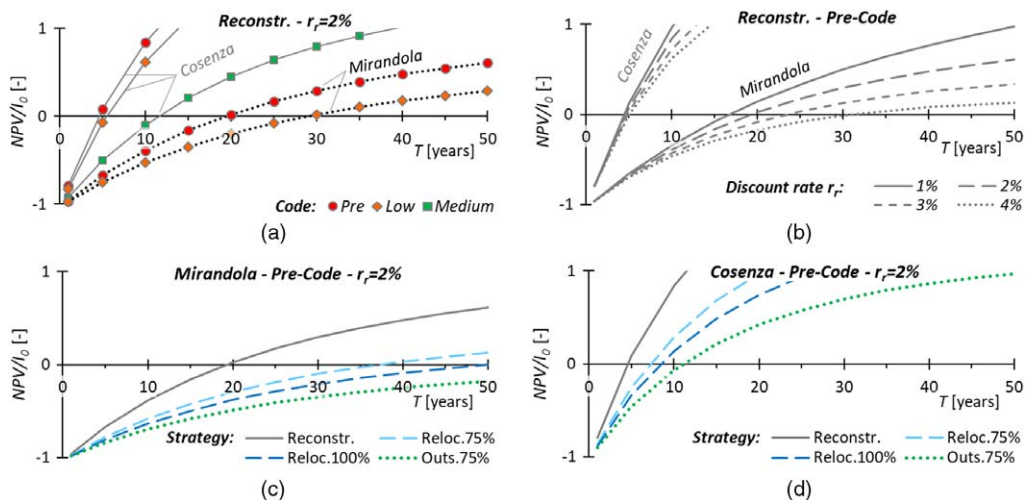 Reconstr. - rr=2%
1
0
-1
NPV/I0 [-]
0 10 20 30 40 50
T [years]
Cosenza
Mirandola
Code: Pre Low Medium
(a)
Reconstr. - Pre-Code
1
0
-1
NPV/I0 [-]
0 10 20 30 40 50
T [years]
Cosenza
Mirandola
Discount rate rr: 1% 2%
3% 4%
(b)
Mirandola - Pre-Code - rr=2%
1
0
-1
NPV/I0 [-]
0 10 20 30 40 50
T [years]
Strategy: Reconstr. Reloc.75%
Reloc.100% Outs.75%
(c)
Cosenza - Pre-Code - rr=2%
1
0
-1
NPV/I0 [-]
0 10 20 30 40 50
T [years]
Strategy: Reconstr. Reloc.75%
Reloc.100% Outs.75%
(d)